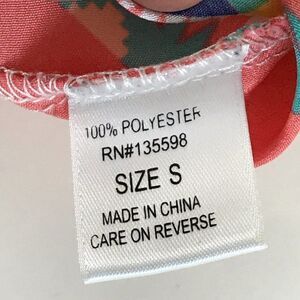 100% POLYESTER
RN#135598
SIZE S
MADE IN CHINA
CARE ON REVERSE